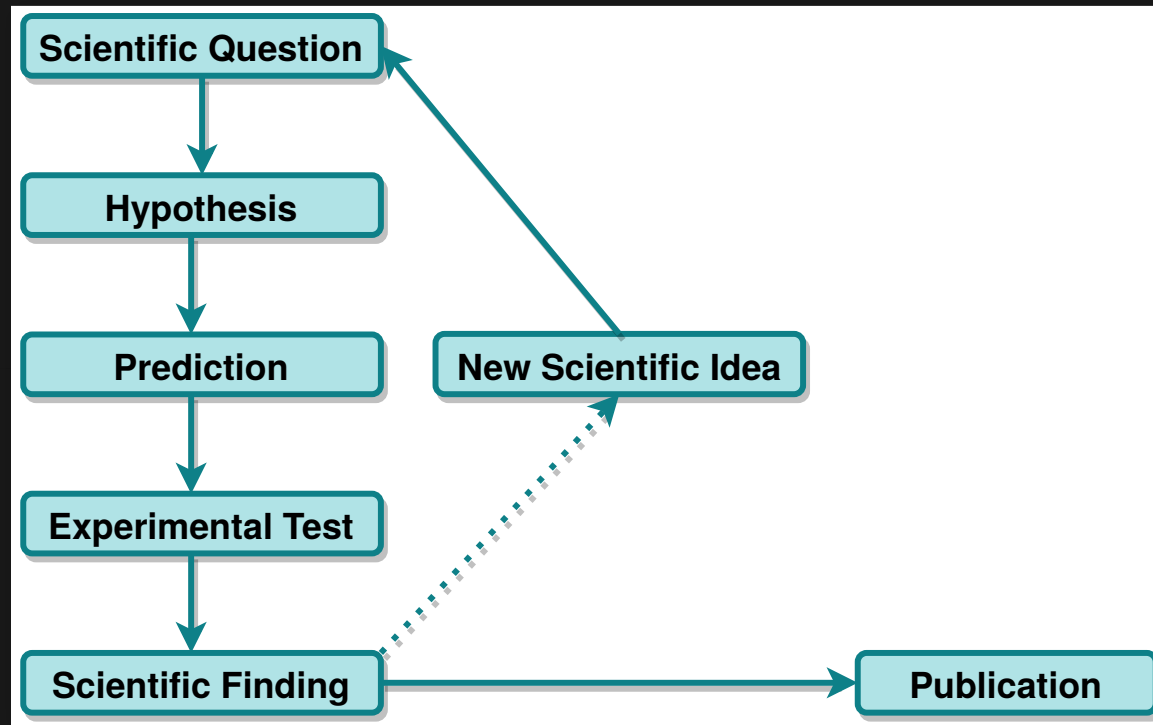 Scientific Question
Hypothesis
Prediction
New Scientific Idea
Experimental Test
Scientific Finding
Publication